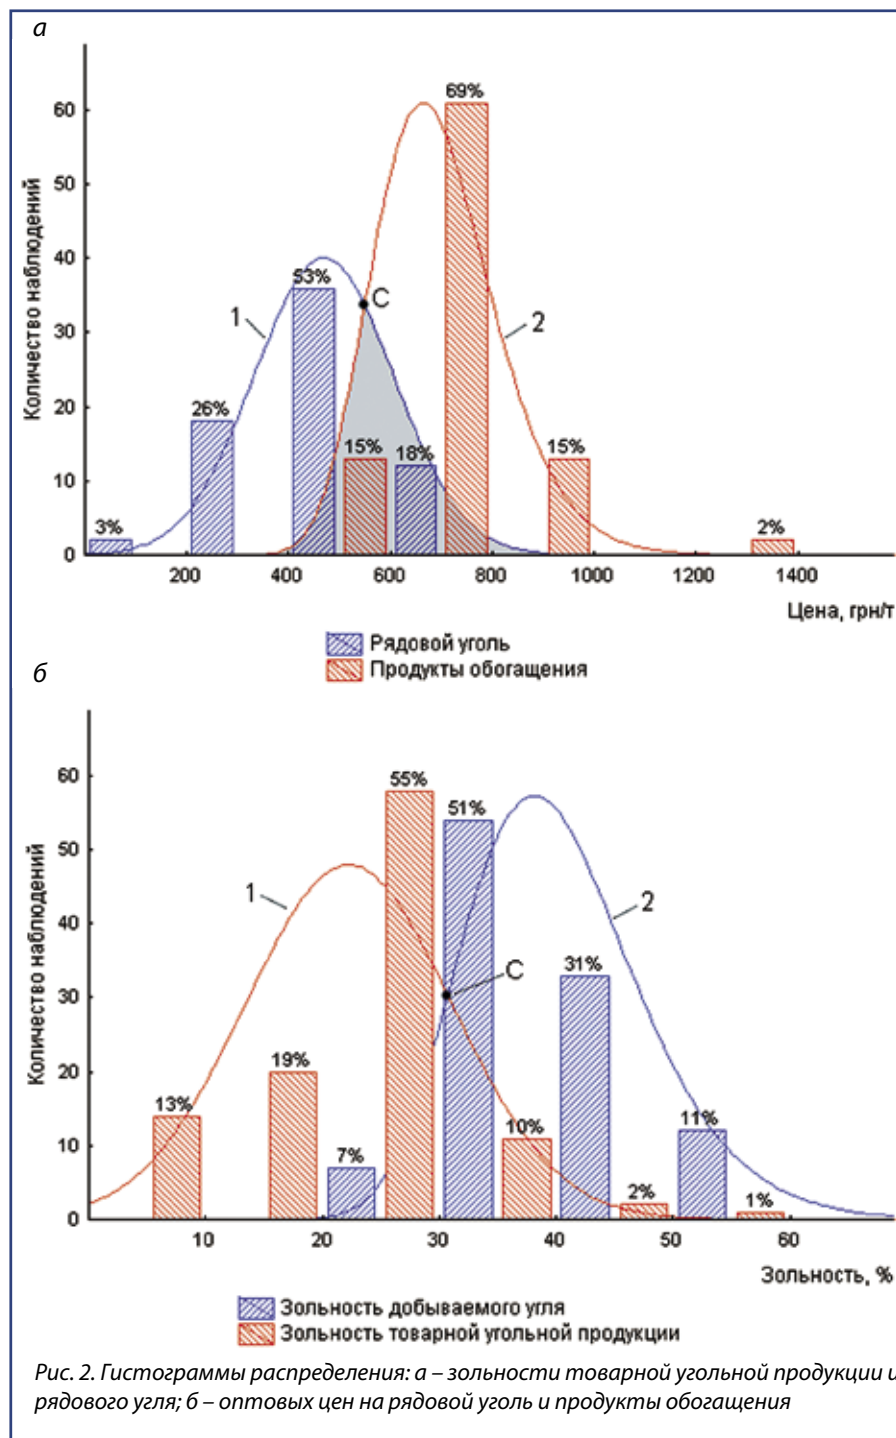 а
Количество наблюдений
60
50
40
30
20
10
0
3%
26%
53%
15%
18%
69%
15%
2%
1
C
2
200 400 600 800 1000 1200 1400
Цена, грн/т
Рядовой уголь
Продукты обогащения
б
Количество наблюдений
60
50
40
30
20
10
0
13%
19%
7%
55%
51%
10%
31%
2%
11%
1%
1
C
2
10 20 30 40 50 60
Зольность, %
Зольность добываемого угля
Зольность товарной угольной продукции
Рис. 2. Гистограммы распределения: а – зольности товарной угольной продукции и
рядового угля; б – оптовых цен на рядовой уголь и продукты обогащения